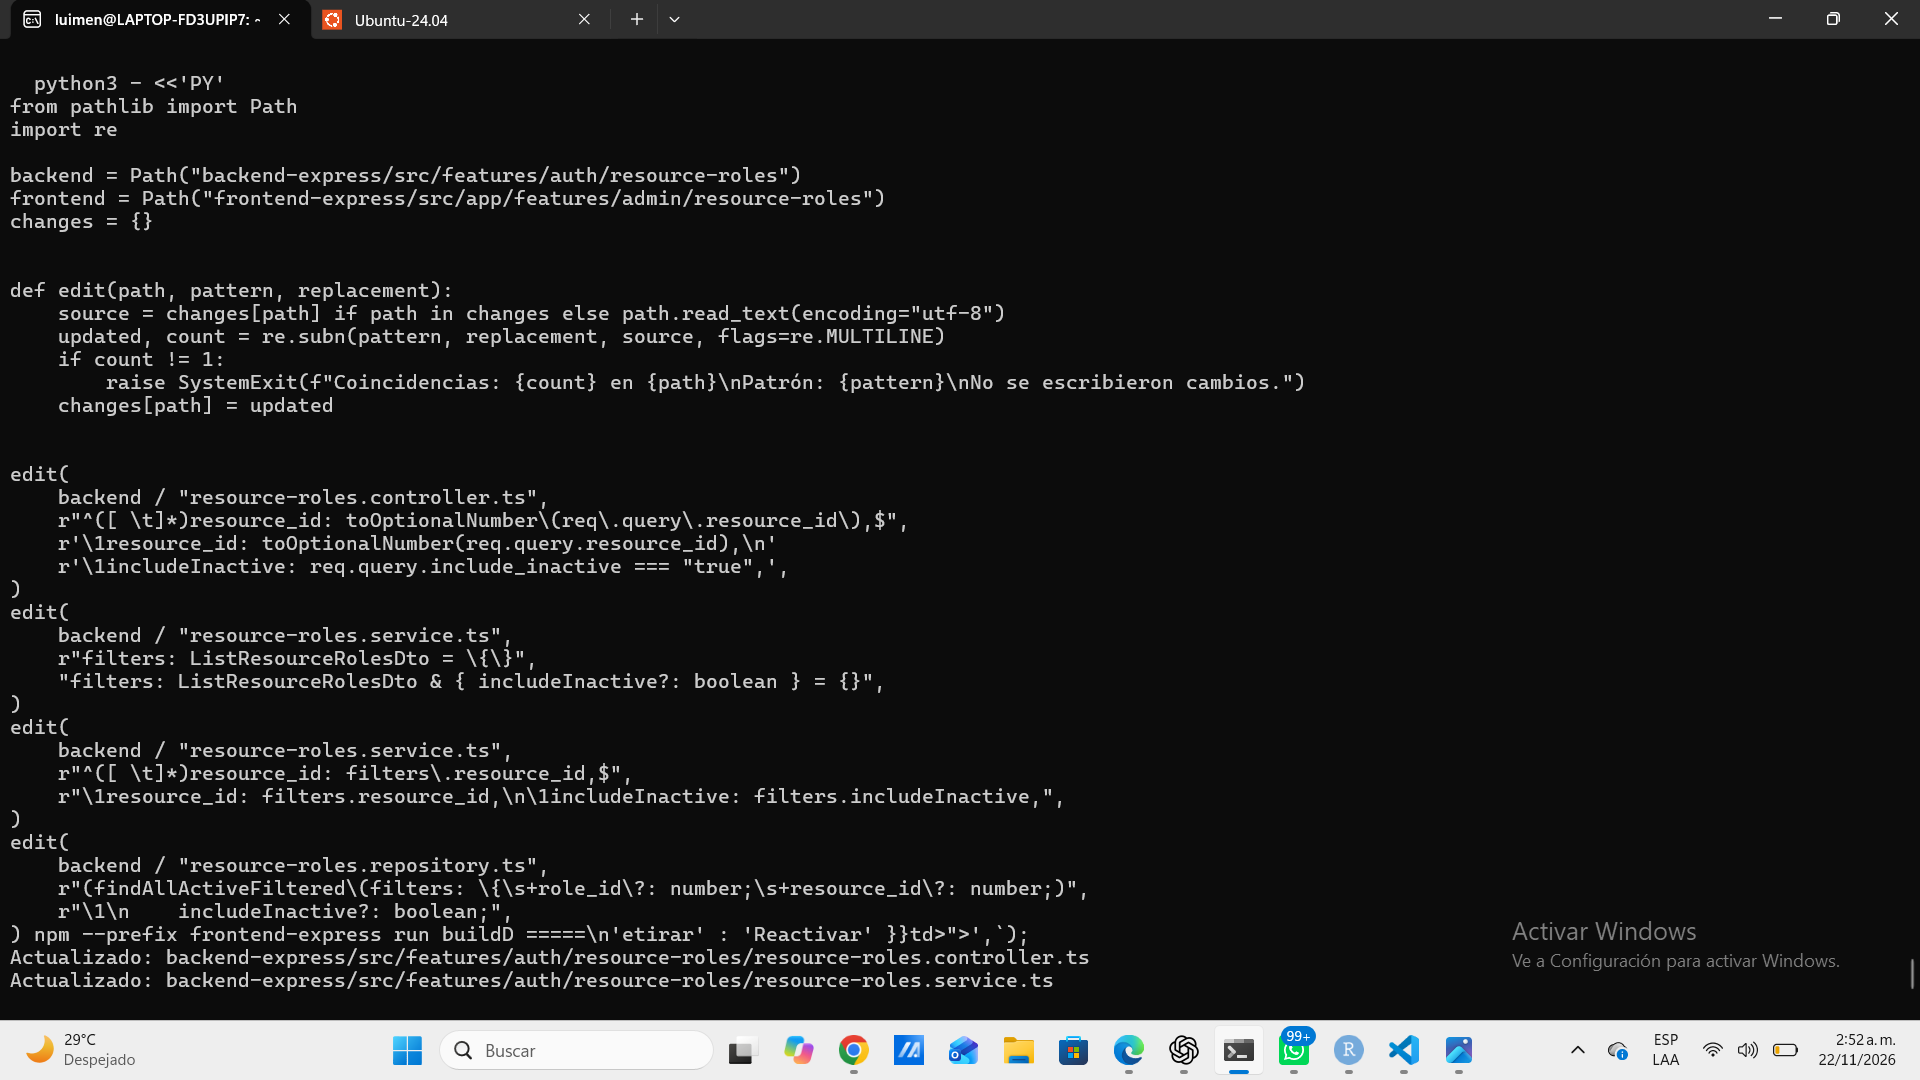 luimen@LAPTOP-FD3UPIP7: ~
Ubuntu-24.04
python3 - <<'PY'
from pathlib import Path
import re
backend = Path("backend-express/src/features/auth/resource-roles")
frontend = Path("frontend-express/src/app/features/admin/resource-roles")
changes = {}
def edit(path, pattern, replacement):
    source = changes[path] if path in changes else path.read_text(encoding="utf-8")
    updated, count = re.subn(pattern, replacement, source, flags=re.MULTILINE)
    if count != 1:
        raise SystemExit(f"Coincidencias: {count} en {path}\nPatrón: {pattern}\nNo se escribieron cambios.")
    changes[path] = updated
edit(
    backend / "resource-roles.controller.ts",
    r"^([ \t]*)resource_id: toOptionalNumber\(req\.query\.resource_id\),$",
    r'\1resource_id: toOptionalNumber(req.query.resource_id),\n'
    r'\1includeInactive: req.query.include_inactive === "true",',
)
edit(
    backend / "resource-roles.service.ts",
    r"filters: ListResourceRolesDto = \{\}",
    "filters: ListResourceRolesDto & { includeInactive?: boolean } = {}",
)
edit(
    backend / "resource-roles.service.ts",
    r"^([ \t]*)resource_id: filters\.resource_id,$",
    r"\1resource_id: filters.resource_id,\n\1includeInactive: filters.includeInactive,",
)
edit(
    backend / "resource-roles.repository.ts",
    r"(findAllActiveFiltered\(filters: \{\s+role_id\?: number;\s+resource_id\?: number;)",
    r"\1\n    includeInactive?: boolean;",
) npm --prefix frontend-express run buildD =====\n'etirar' : 'Reactivar' }}td>">',`);
Actualizado: backend-express/src/features/auth/resource-roles/resource-roles.controller.ts
Actualizado: backend-express/src/features/auth/resource-roles/resource-roles.service.ts
Activar Windows
Ve a Configuración para activar Windows.
29°C
Despejado
Buscar
99+
ESP
LAA
2:52 a. m.
22/11/2026